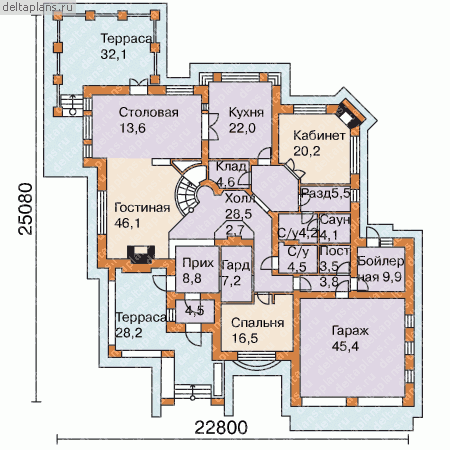 deltaplans.ru
Терраса
32,1
Столовая
13,6
Кухня
22,0
Кабинет
20,2
Клад
4,6
Разд5,5
Холл
28,5
2,7
Гостиная
46,1
С/у4,2
Саун
4,1
С/у
4,5
Пост
3,5
3,8
Бойлер
ная 9,9
Прих
8,8
Гард
7,2
4,5
Терраса
28,2
Спальня
16,5
Гараж
45,4
25080
22800